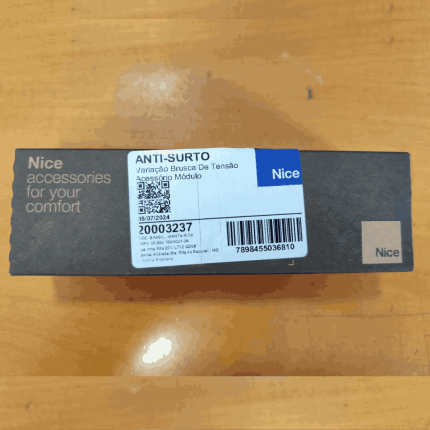 Nice
accessories
for your
comfort
ANTI-SURTO
Variação Brusca De Tensão
Acessório Módulo
Nice
08/07/2024
20003237
7898455036810
Nice